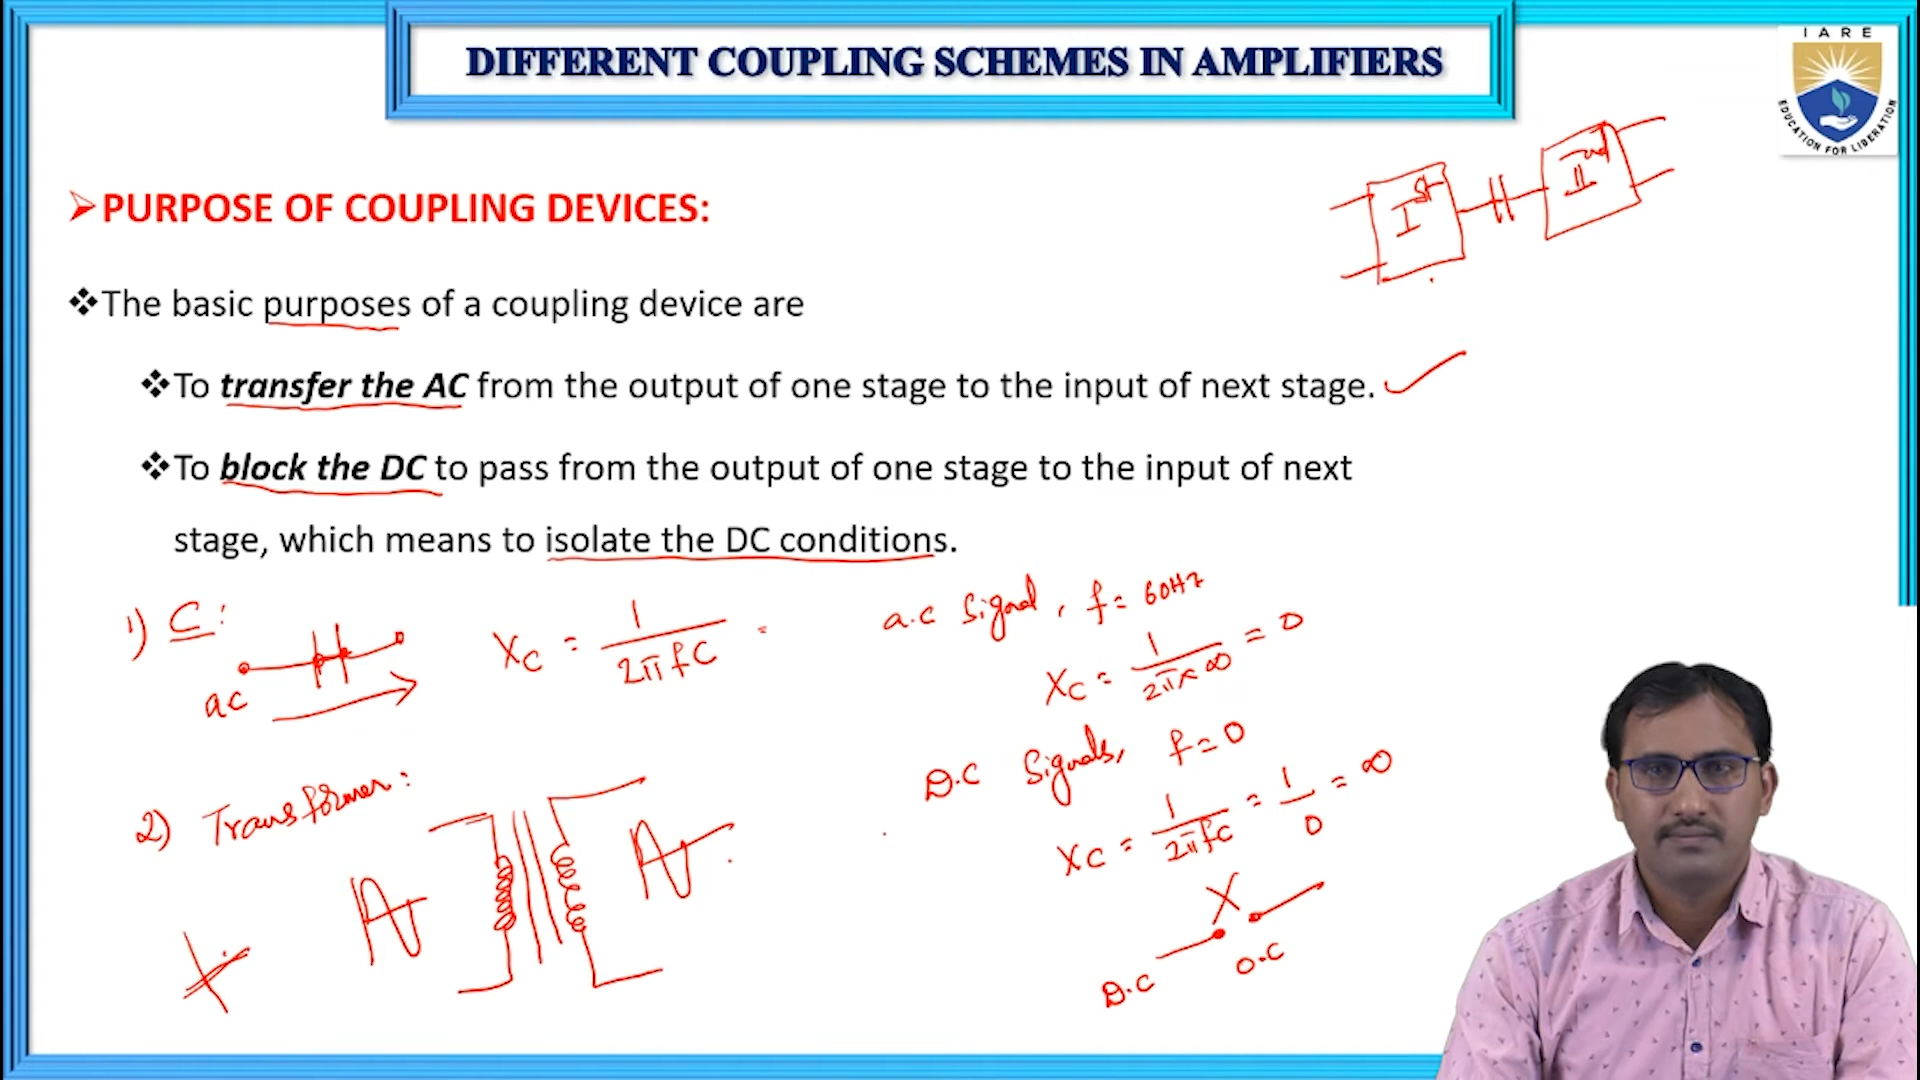 DIFFERENT COUPLING SCHEMES IN AMPLIFIERS
I A R E
EDUCATION FOR LIBERATION
Ist
IInd
➢PURPOSE OF COUPLING DEVICES:
❖The basic purposes of a coupling device are
❖To transfer the AC from the output of one stage to the input of next stage.
❖To block the DC to pass from the output of one stage to the input of next
stage, which means to isolate the DC conditions.
1) C:
ac
Xc = 1/2πfC =
a.c Signal, f = 60Hz
Xc = 1/2π×∞ = 0
D.C Signals, f=0
Xc = 1/2πfC = 1/0 = ∞
X
D.C
O.C
2) Transformer: